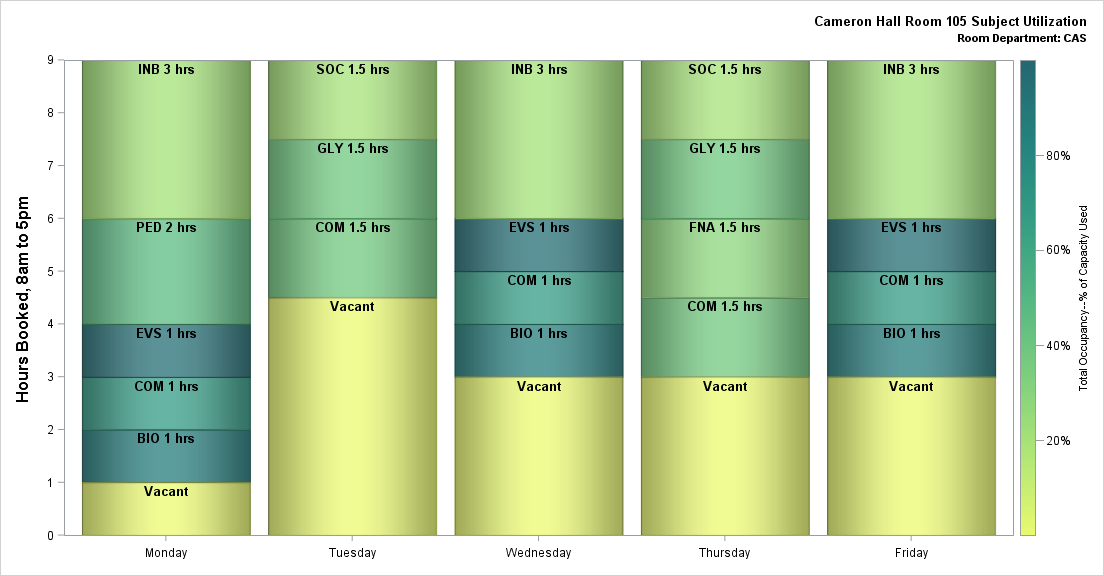 Cameron Hall Room 105 Subject Utilization
Room Department: CAS
Hours Booked, 8am to 5pm
9
8
7
6
5
4
3
2
1
0
INB 3 hrs
PED 2 hrs
EVS 1 hrs
COM 1 hrs
BIO 1 hrs
Vacant
SOC 1.5 hrs
GLY 1.5 hrs
COM 1.5 hrs
Vacant
INB 3 hrs
EVS 1 hrs
COM 1 hrs
BIO 1 hrs
Vacant
SOC 1.5 hrs
GLY 1.5 hrs
FNA 1.5 hrs
COM 1.5 hrs
Vacant
INB 3 hrs
EVS 1 hrs
COM 1 hrs
BIO 1 hrs
Vacant
Monday
Tuesday
Wednesday
Thursday
Friday
80%
60%
40%
20%
Total Occupancy--% of Capacity Used